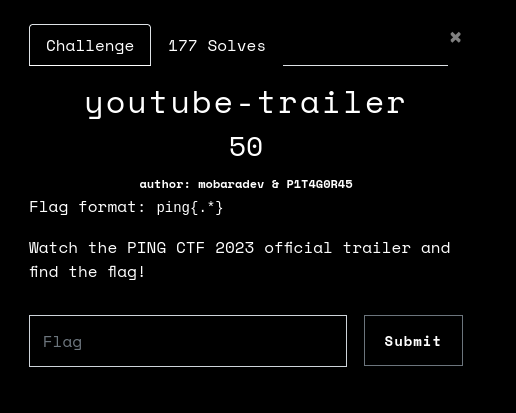 Challenge 177 Solves ×
youtube-trailer
50
author: mobaradev & P1T4G0R45
Flag format: ping{.*}
Watch the PING CTF 2023 official trailer and
find the flag!
Flag Submit